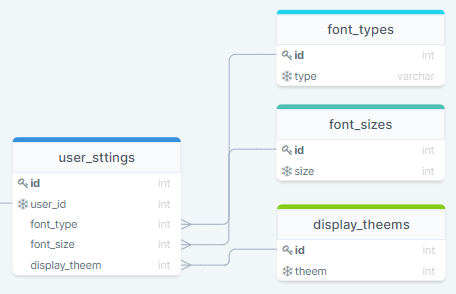 font_types
id int
type varchar
font_sizes
id int
size int
user_sttings
id int
user_id int
font_type int
font_size int
display_theem int
display_theems
id int
theem int